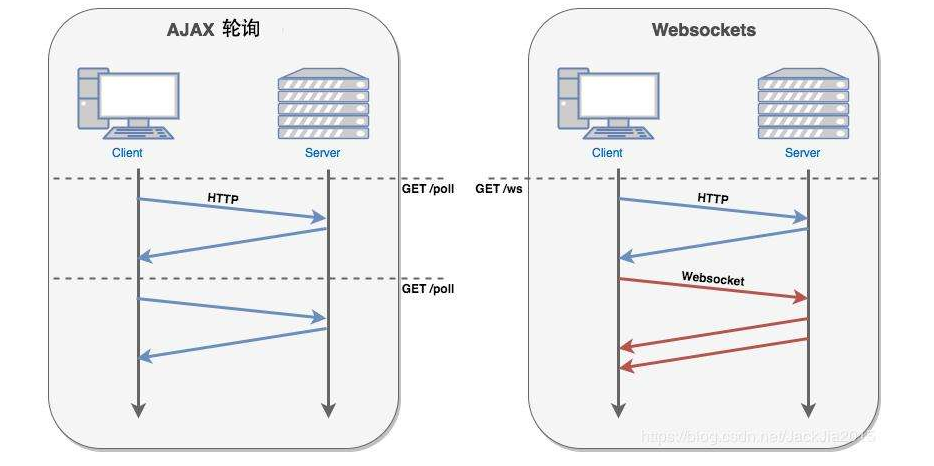 AJAX 轮询
Client
Server
GET /poll
HTTP
GET /poll
Websockets
Client
Server
GET /ws
HTTP
Websocket
https://blog.csdn.net/JackJia2015